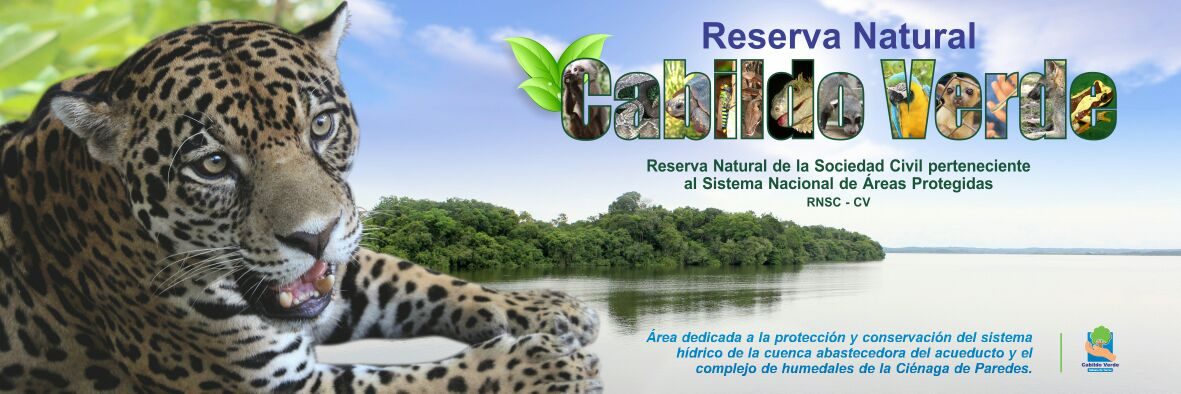 Reserva Natural
Cabildo Verde
Reserva Natural de la Sociedad Civil perteneciente
al Sistema Nacional de Áreas Protegidas
RNSC - CV
Área dedicada a la protección y conservación del sistema
hídrico de la cuenca abastecedora del acueducto y el
complejo de humedales de la Ciénaga de Paredes.
Cabildo Verde